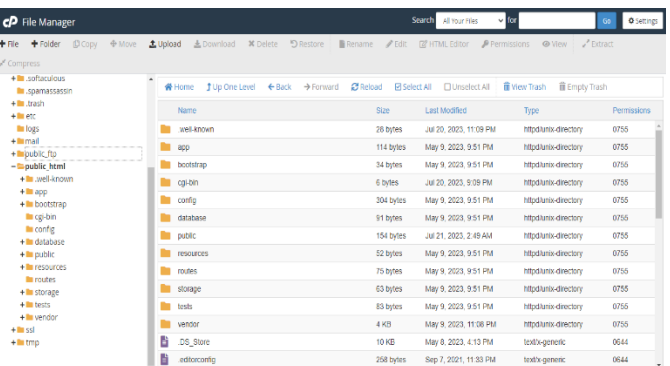 cP File Manager
Search All Your Files for Go Settings
+ File + Folder Copy + Move Upload Download Delete Restore Rename Edit HTML Editor Permissions View Extract
Compress
.softaculous
.spamassassin
.trash
etc
logs
mail
public_ftp
public_html
.well-known
app
bootstrap
cgi-bin
config
database
public
resources
routes
storage
tests
vendor
ssl
tmp
Home Up One Level Back Forward Reload Select All Unselect All View Trash Empty Trash
Name Size Last Modified Type Permissions
.well-known 26 bytes Jul 20, 2023, 11:09 PM httpd/unix-directory 0755
app 114 bytes May 9, 2023, 9:51 PM httpd/unix-directory 0755
bootstrap 34 bytes May 9, 2023, 9:51 PM httpd/unix-directory 0755
cgi-bin 6 bytes Jul 20, 2023, 9:09 PM httpd/unix-directory 0755
config 304 bytes May 9, 2023, 9:51 PM httpd/unix-directory 0755
database 91 bytes May 9, 2023, 9:51 PM httpd/unix-directory 0755
public 154 bytes Jul 21, 2023, 2:49 AM httpd/unix-directory 0755
resources 52 bytes May 9, 2023, 9:51 PM httpd/unix-directory 0755
routes 75 bytes May 9, 2023, 9:51 PM httpd/unix-directory 0755
storage 63 bytes May 9, 2023, 9:51 PM httpd/unix-directory 0755
tests 83 bytes May 9, 2023, 9:51 PM httpd/unix-directory 0755
vendor 4 KB May 9, 2023, 11:06 PM httpd/unix-directory 0755
.DS_Store 10 KB May 8, 2023, 4:13 PM text/x-generic 0644
.editorconfig 258 bytes Sep 7, 2021, 11:33 PM text/x-generic 0644